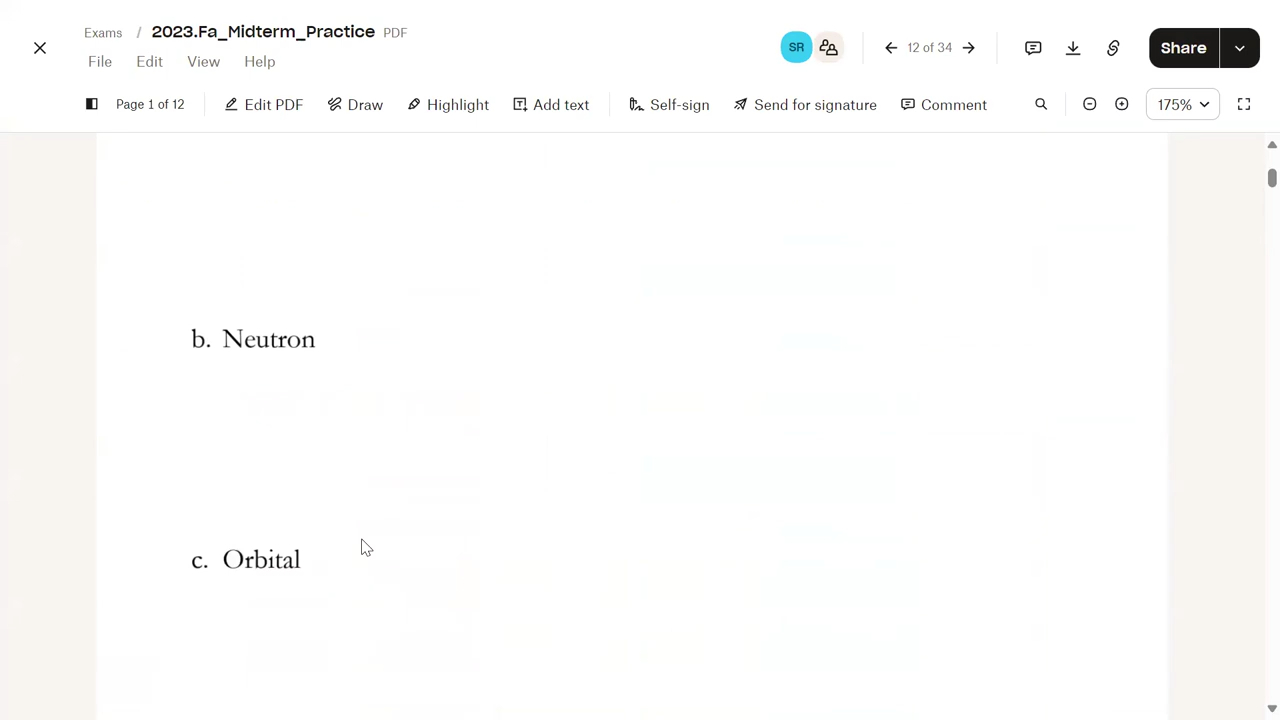 Exams / 2023.Fa_Midterm_Practice PDF
File Edit View Help
SR
12 of 34
Share
Page 1 of 12
Edit PDF Draw Highlight Add text Self-sign Send for signature Comment
175%
b. Neutron
c. Orbital